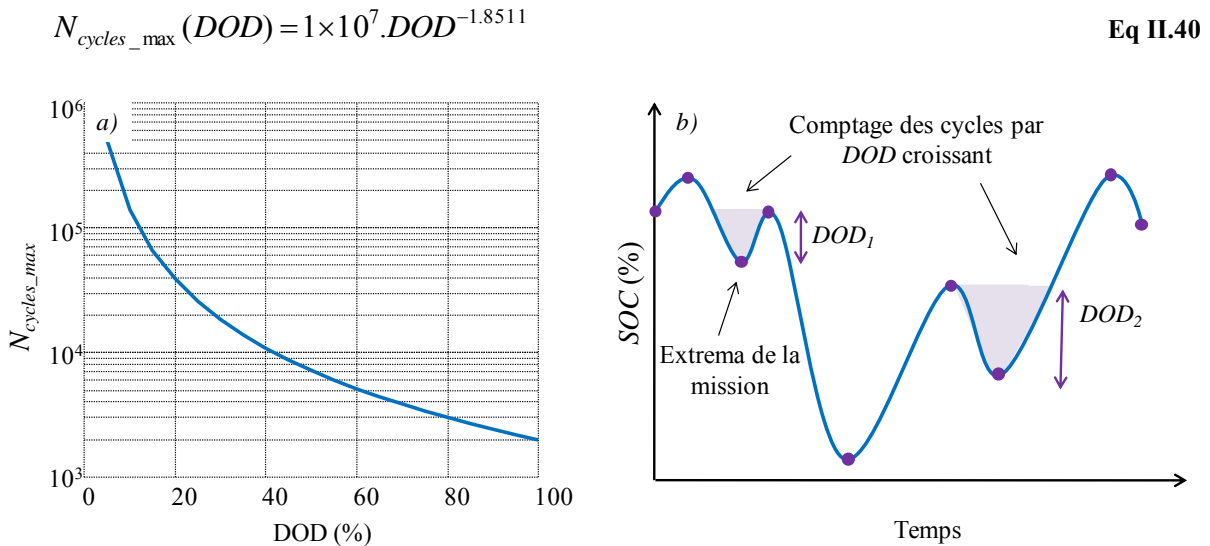 N_cycles_max (DOD) = 1×10^7.DOD^−1.8511
Eq II.40
a)
10^6
10^5
10^4
10^3
N_cycles_max
0 20 40 60 80 100
DOD (%)
b)
Comptage des cycles par
DOD croissant
DOD_1
DOD_2
Extrema de la
mission
SOC (%)
Temps